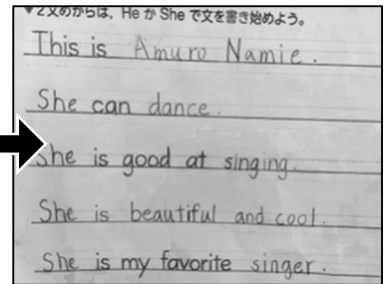 ▼2文めからは、He か She で文を書き始めよう。
This is Amuro Namie.
She can dance.
She is good at singing.
She is beautiful and cool.
She is my favorite singer.